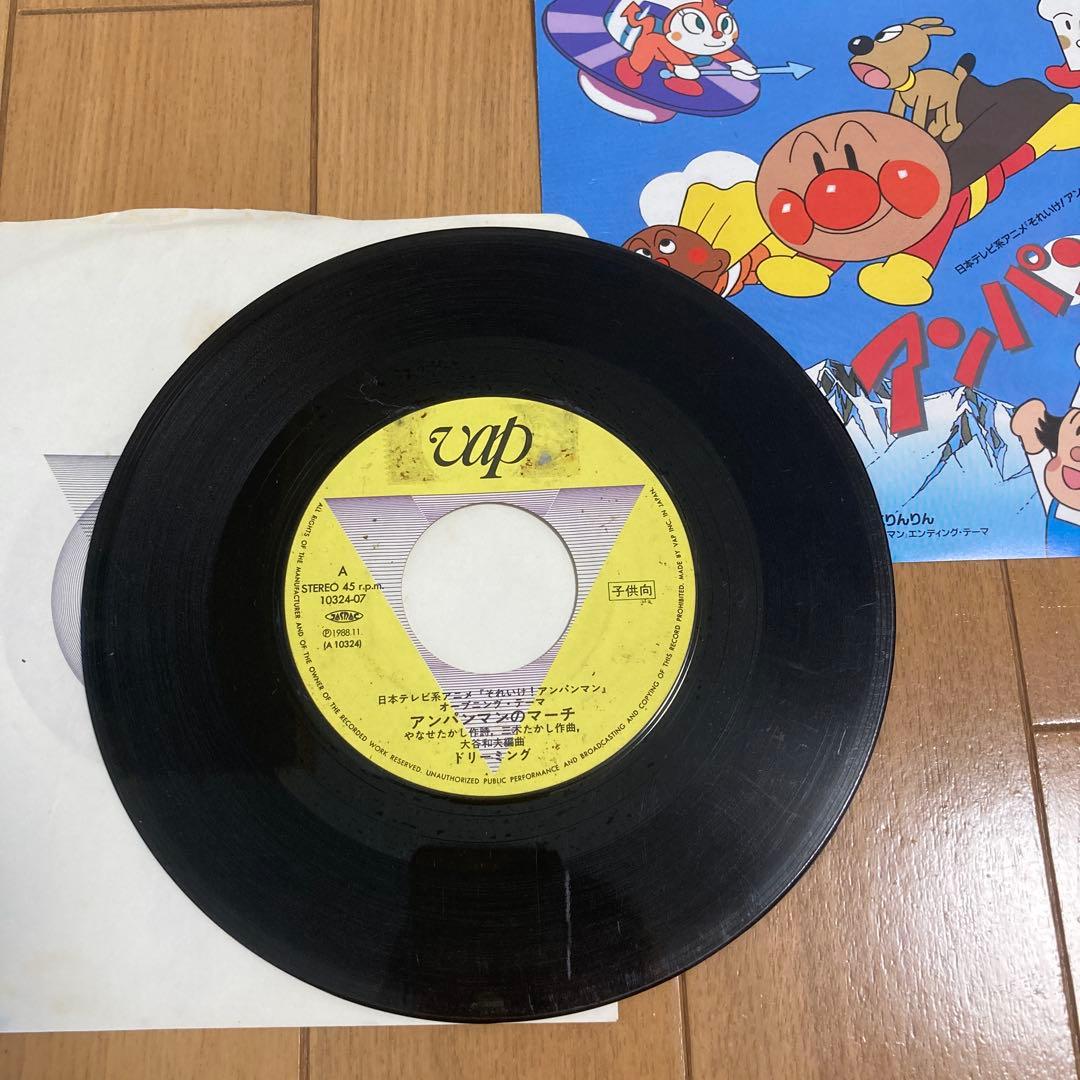 日本テレビ系アニメ「それいけ!アン
アンパン
りんりん
マン」エンディング・テーマ
vap
A
STEREO 45 r.p.m.
10324-07
JASRAC
Ⓟ1988.11.
(A 10324)
子供向
日本テレビ系アニメ『それいけ!アンパンマン』
オープニング・テーマ
アンパンマンのマーチ
やなせたかし作詩,三木たかし作曲,
大谷和夫編曲
ドリーミング
ALL RIGHTS OF THE MANUFACTURER AND OF THE OWNER OF THE RECORDED WORK RESERVED. UNAUTHORIZED PUBLIC PERFORMANCE AND BROADCASTING AND COPYING OF THIS RECORD PROHIBITED. MADE BY VAP INC. IN JAPAN.